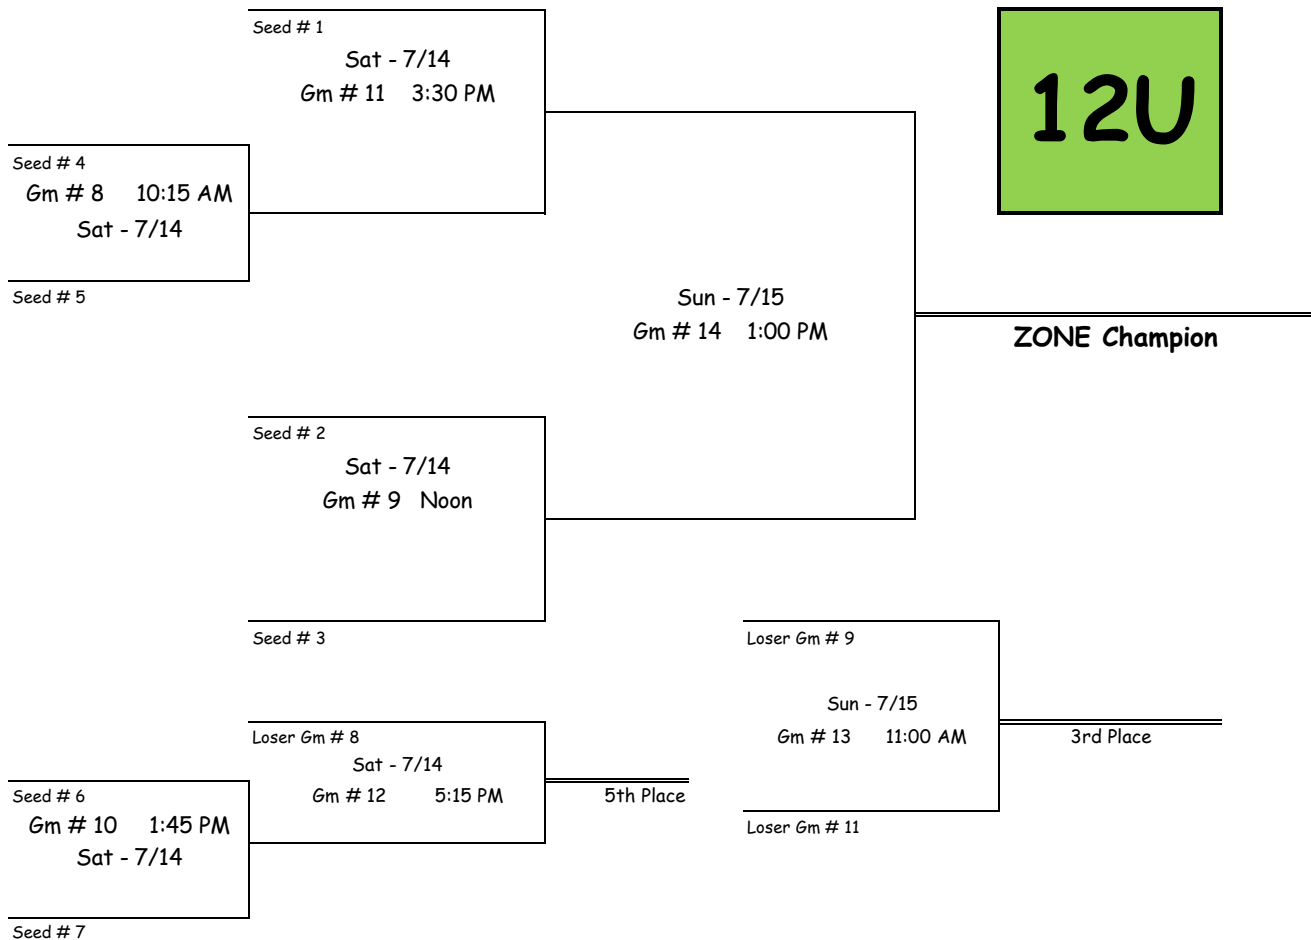 Seed # 1
Sat - 7/14
Gm # 11 3:30 PM
12U
Seed # 4
Gm # 8 10:15 AM
Sat - 7/14
Seed # 5
Sun - 7/15
Gm # 14 1:00 PM
ZONE Champion
Seed # 2
Sat - 7/14
Gm # 9 Noon
Seed # 3
Loser Gm # 9
Sun - 7/15
Gm # 13 11:00 AM
3rd Place
Loser Gm # 11
Loser Gm # 8
Sat - 7/14
Gm # 12 5:15 PM
5th Place
Seed # 6
Gm # 10 1:45 PM
Sat - 7/14
Seed # 7